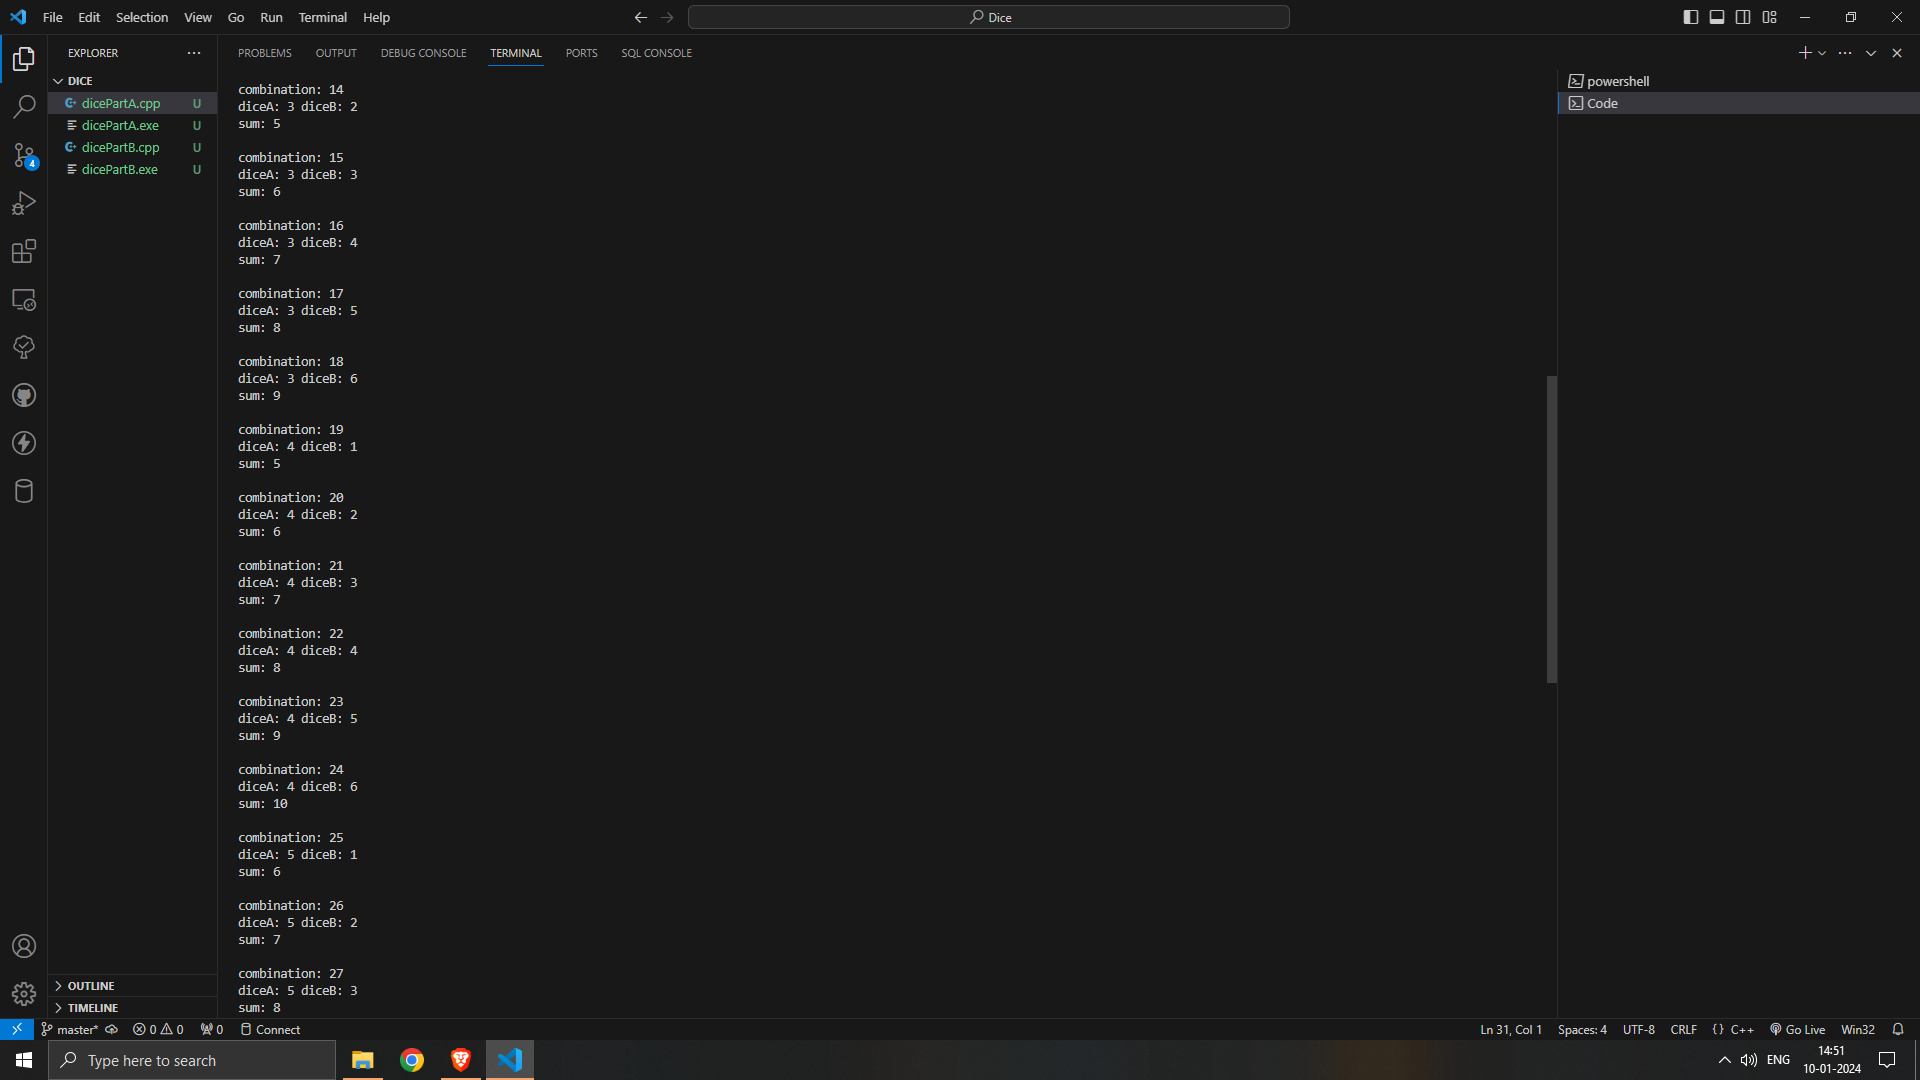 File Edit Selection View Go Run Terminal Help
Dice
EXPLORER
DICE
dicePartA.cpp U
dicePartA.exe U
dicePartB.cpp U
dicePartB.exe U
OUTLINE
TIMELINE
4
PROBLEMS OUTPUT DEBUG CONSOLE TERMINAL PORTS SQL CONSOLE
combination: 14
diceA: 3 diceB: 2
sum: 5
combination: 15
diceA: 3 diceB: 3
sum: 6
combination: 16
diceA: 3 diceB: 4
sum: 7
combination: 17
diceA: 3 diceB: 5
sum: 8
combination: 18
diceA: 3 diceB: 6
sum: 9
combination: 19
diceA: 4 diceB: 1
sum: 5
combination: 20
diceA: 4 diceB: 2
sum: 6
combination: 21
diceA: 4 diceB: 3
sum: 7
combination: 22
diceA: 4 diceB: 4
sum: 8
combination: 23
diceA: 4 diceB: 5
sum: 9
combination: 24
diceA: 4 diceB: 6
sum: 10
combination: 25
diceA: 5 diceB: 1
sum: 6
combination: 26
diceA: 5 diceB: 2
sum: 7
combination: 27
diceA: 5 diceB: 3
sum: 8
powershell
Code
master* 0 0 0 Connect
Ln 31, Col 1 Spaces: 4 UTF-8 CRLF {} C++ Go Live Win32
Type here to search
ENG
14:51
10-01-2024